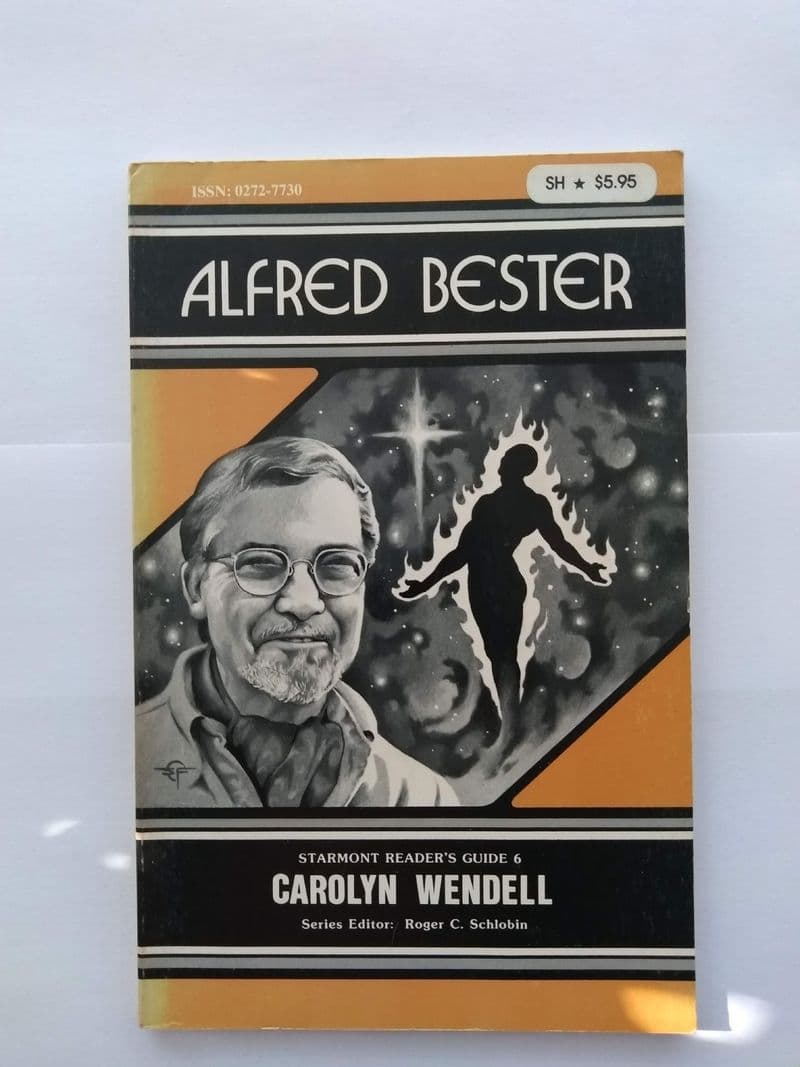 ISSN: 0272-7730
SH ★ $5.95
ALFRED BESTER
STARMONT READER'S GUIDE 6
CAROLYN WENDELL
Series Editor: Roger C. Schlobin